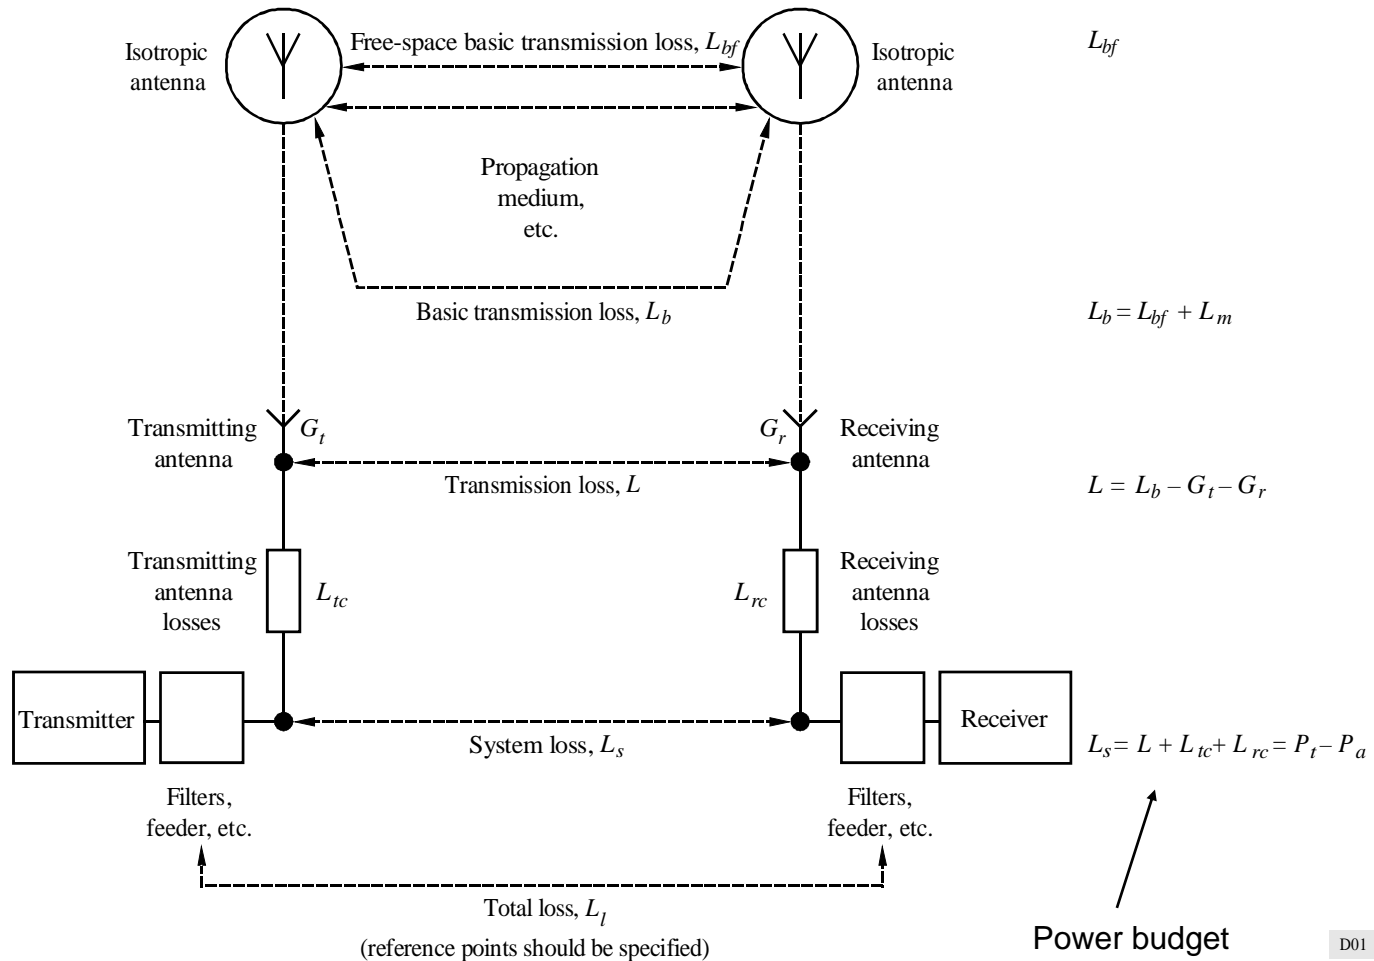 Isotropic
antenna
Free-space basic transmission loss, L_bf
Isotropic
antenna
L_bf
Propagation
medium,
etc.
Basic transmission loss, L_b
L_b = L_bf + L_m
Transmitting
antenna
G_t
G_r
Receiving
antenna
Transmission loss, L
L = L_b – G_t – G_r
Transmitting
antenna
losses
L_tc
L_rc
Receiving
antenna
losses
Transmitter
Receiver
System loss, L_s
L_s = L + L_tc + L_rc = P_t – P_a
Filters,
feeder, etc.
Filters,
feeder, etc.
Total loss, L_l
(reference points should be specified)
Power budget
D01